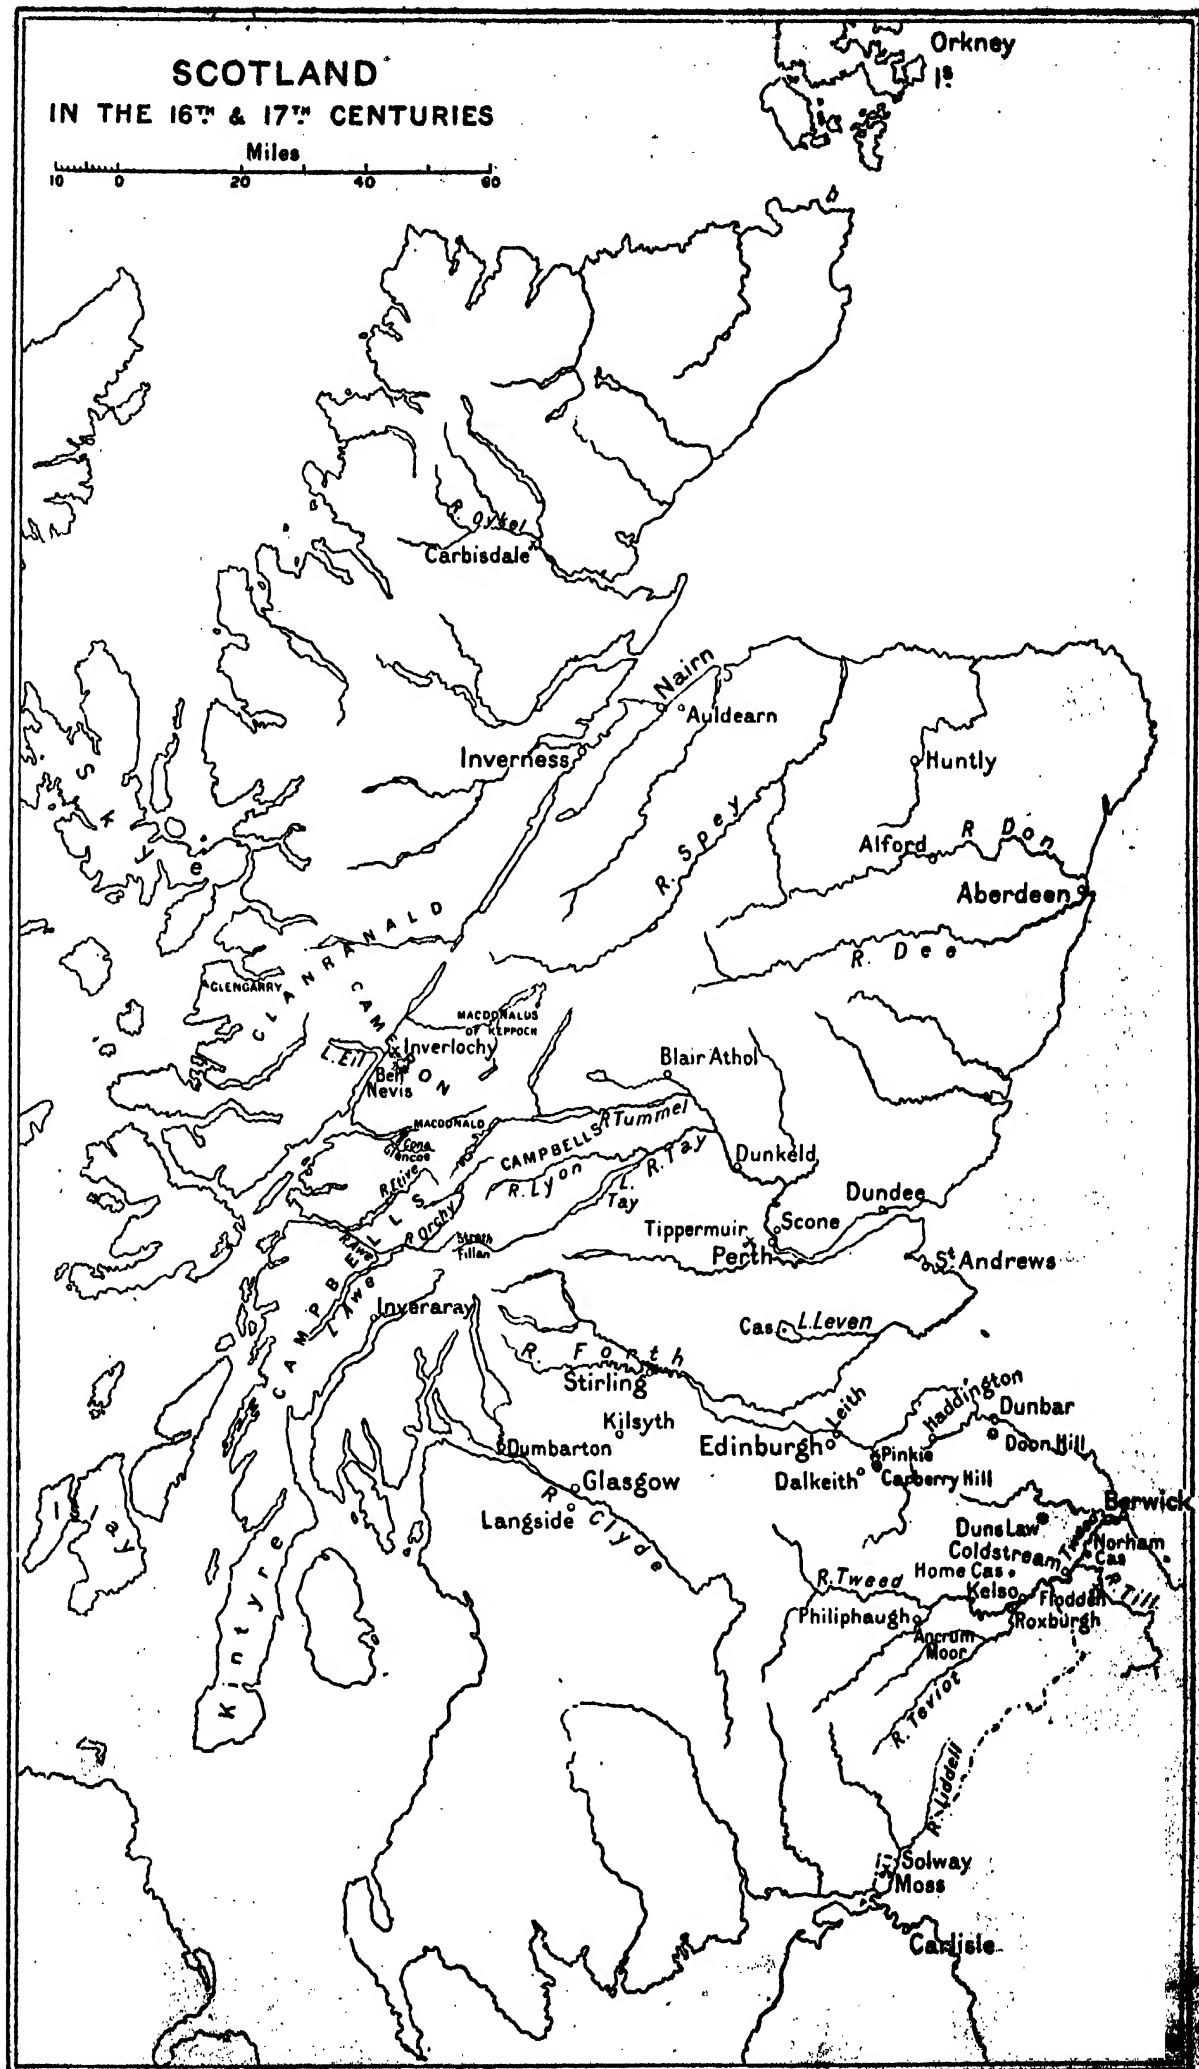 SCOTLAND
IN THE 16TH & 17TH CENTURIES
Miles
10 0 20 40 60
Orkney
Is.
R. Oykel
Carbisdale
Nairn
Auldearn
Inverness
Huntly
R. Spey
Alford
R Don
Aberdeen
R. Dee
Skye
CLANRANALD
GLENGARRY
CAMERON
MACDONALDS
OF KEPPOCH
L. Eil
Inverlochy
Ben
Nevis
Blair Athol
MACDONALD
Cona
Glencoe
R Tummel
CAMPBELLS
R. Lyon
R. Tay
L.
Tay
Dunkeld
R. Etive
R Orchy
R. Awe
Strath
Fillan
Dundee
Tippermuir
Scone
Perth
St. Andrews
CAMPBELLS
L Awe
Inveraray
Cas.
L. Leven
R. Forth
Stirling
Kilsyth
Leith
Haddington
Dunbar
Doon Hill
Edinburgh
Pinkie
Dumbarton
Dalkeith
Carberry Hill
Glasgow
Langside
R Clyde
Islay
Kintyre
Berwick
Duns Law
Norham
Cas
Coldstream
Home Cas.
R. Tweed
Kelso
Flodden
R. Till
Philiphaugh
Roxburgh
Ancrum
Moor
R. Teviot
R. Liddell
Solway
Moss
Carlisle